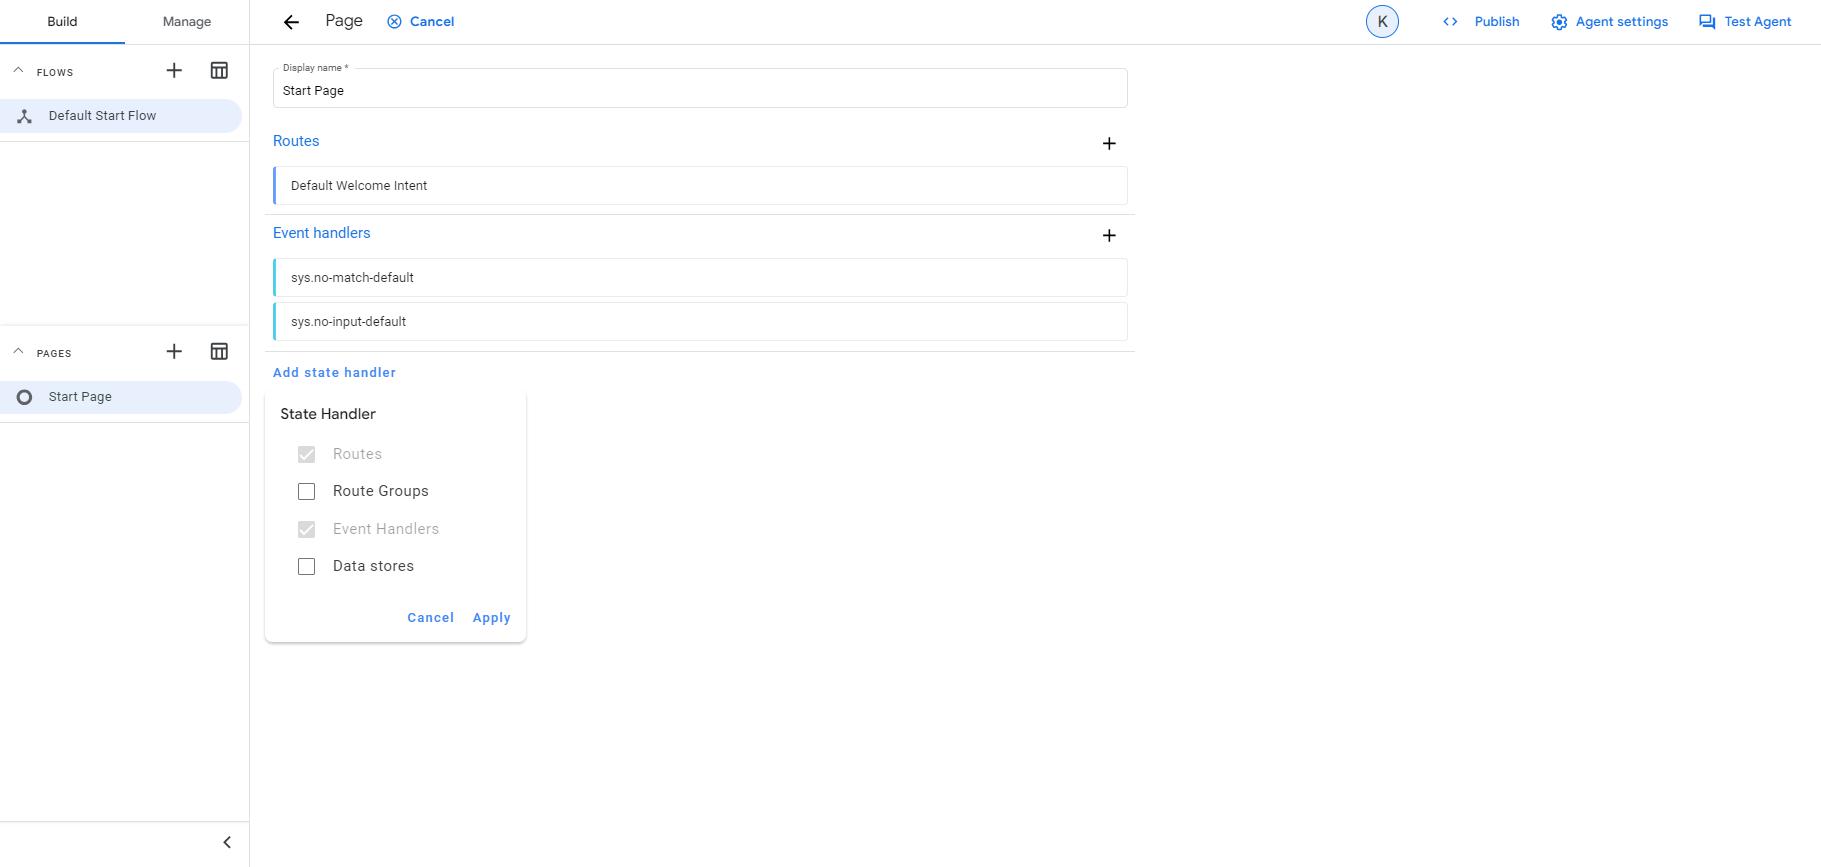 Build
Manage
Page
Cancel
K
<> Publish
Agent settings
Test Agent
FLOWS
Default Start Flow
PAGES
Start Page
Display name *
Start Page
Routes
Default Welcome Intent
Event handlers
sys.no-match-default
sys.no-input-default
Add state handler
State Handler
Routes
Route Groups
Event Handlers
Data stores
Cancel Apply